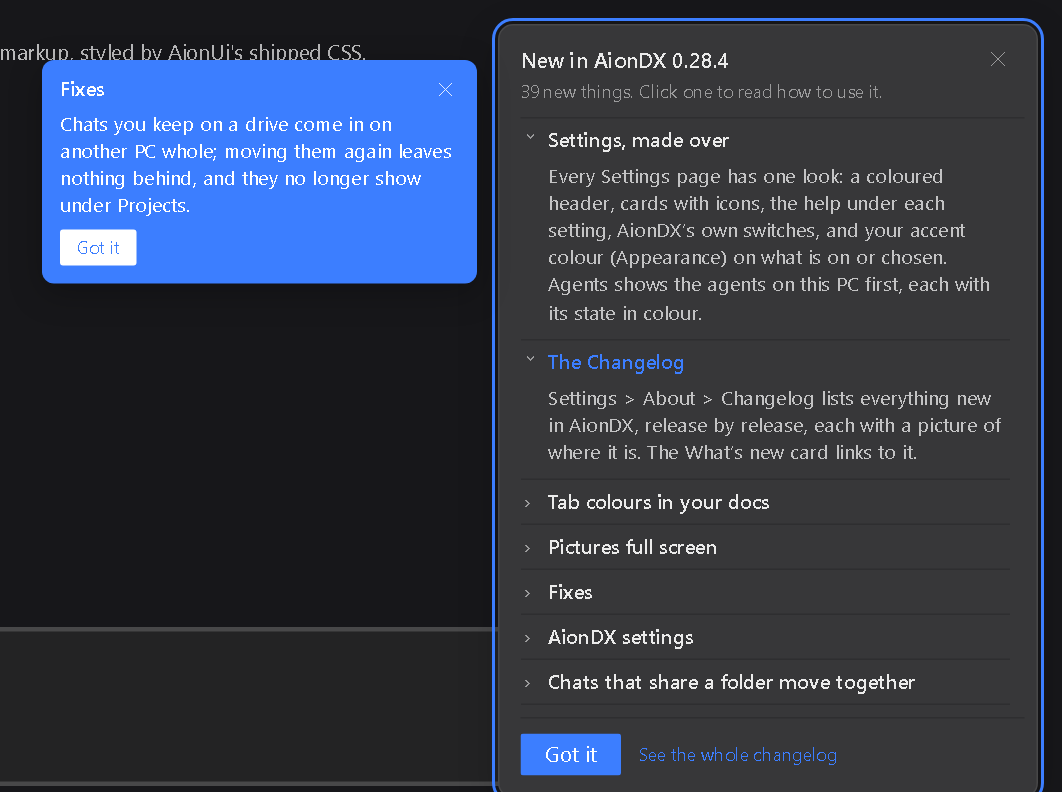 markup, styled by AionUi's shipped CSS.
Fixes
Chats you keep on a drive come in on
another PC whole; moving them again leaves
nothing behind, and they no longer show
under Projects.
Got it
New in AionDX 0.28.4
39 new things. Click one to read how to use it.
Settings, made over
Every Settings page has one look: a coloured
header, cards with icons, the help under each
setting, AionDX's own switches, and your accent
colour (Appearance) on what is on or chosen.
Agents shows the agents on this PC first, each with
its state in colour.
The Changelog
Settings > About > Changelog lists everything new
in AionDX, release by release, each with a picture of
where it is. The What's new card links to it.
Tab colours in your docs
Pictures full screen
Fixes
AionDX settings
Chats that share a folder move together
Got it
See the whole changelog